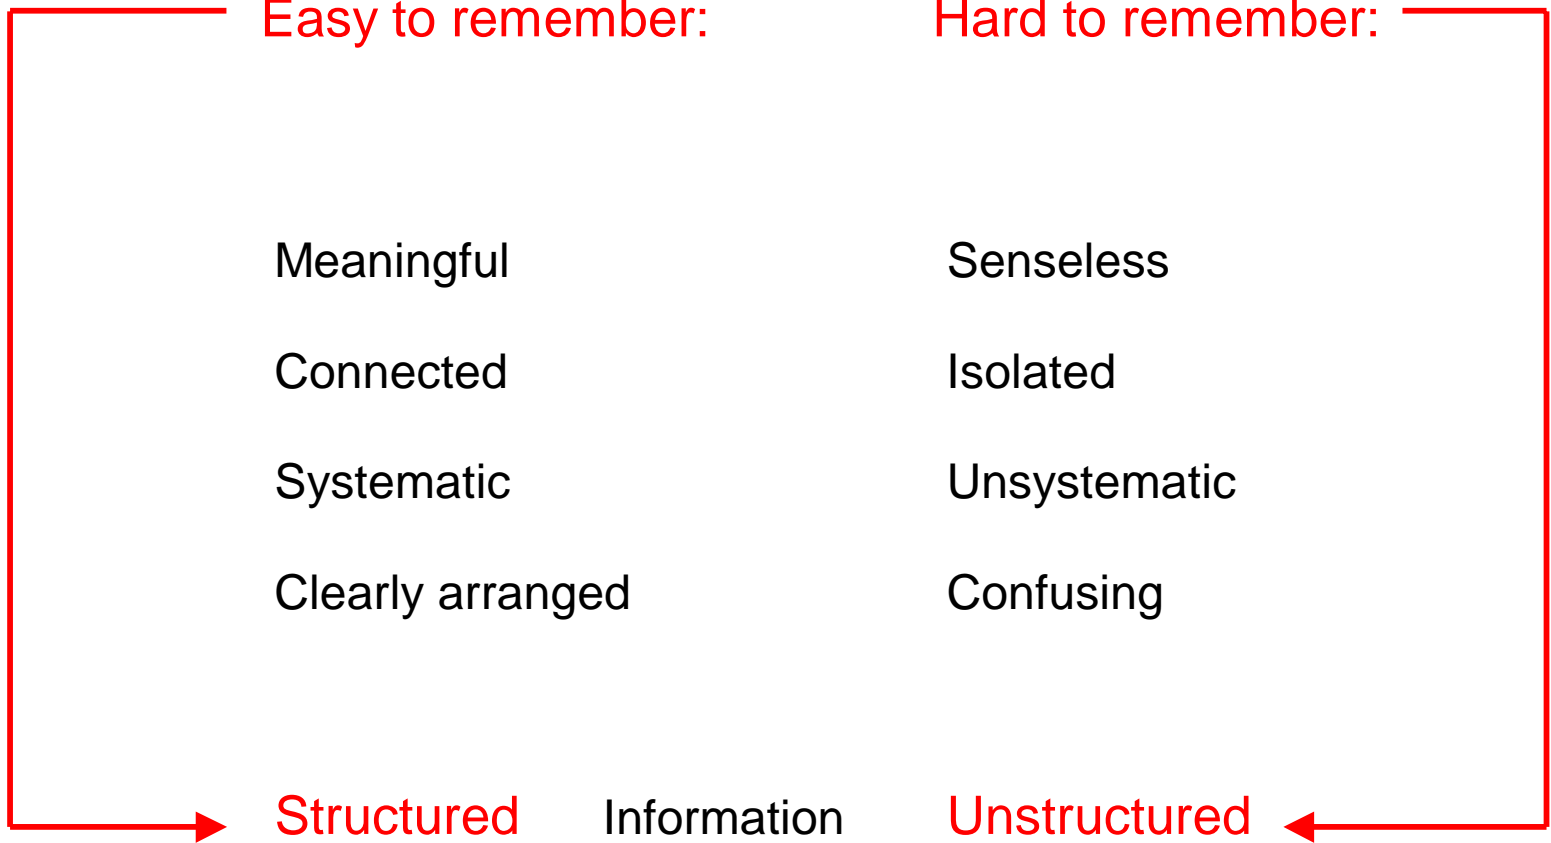 Easy to remember: Hard to remember:
Meaningful Senseless
Connected Isolated
Systematic Unsystematic
Clearly arranged Confusing
Structured Information Unstructured